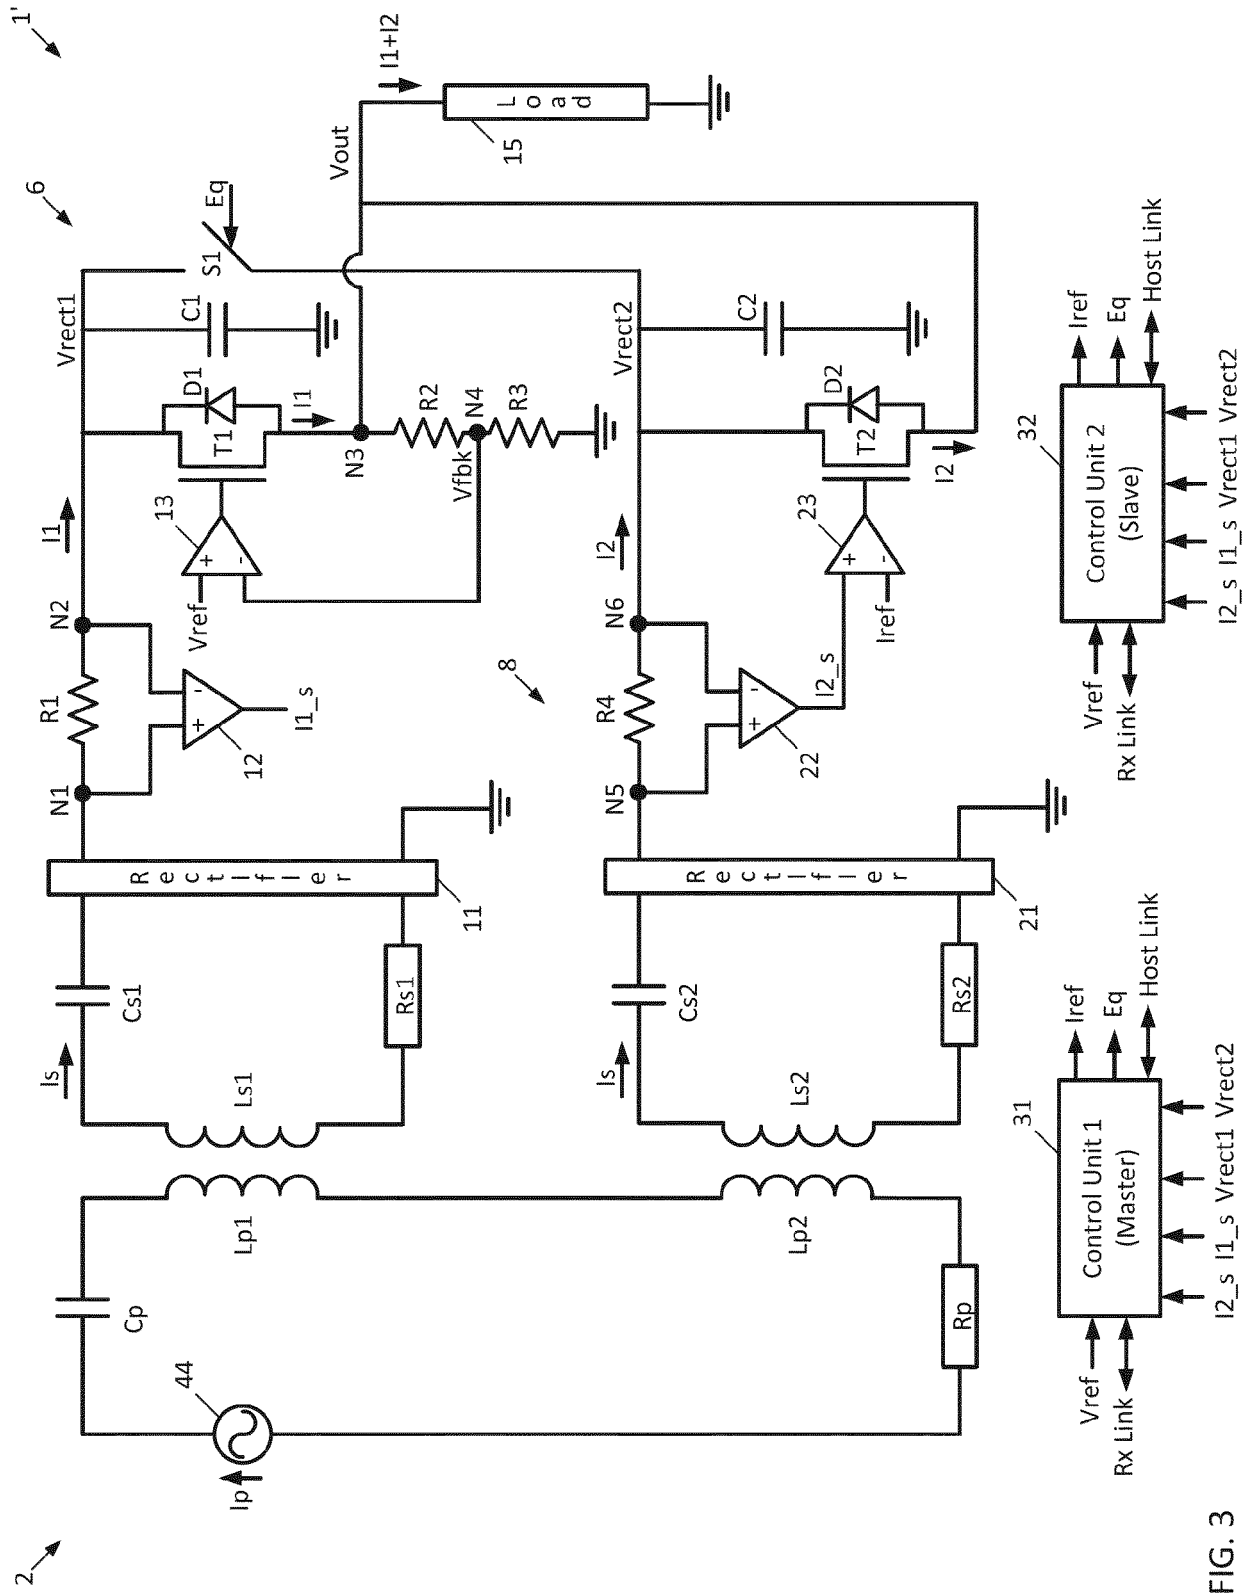 2
1'
6
Ip
44
Cp
Lp1
Lp2
Rp
Is
Cs1
Ls1
Rs1
Rectifier
11
N1
R1
N2
12
I1_s
I1
Vrect1
13
Vref
T1
D1
I1
C1
S1
Eq
N3
R2
Vfbk
N4
R3
Vout
I1+I2
Load
15
8
Is
Cs2
Ls2
Rs2
Rectifier
21
N5
R4
N6
22
I2_s
I2
Vrect2
23
Iref
T2
D2
I2
C2
31
Control Unit 1
(Master)
Vref
Rx Link
Iref
Eq
Host Link
I2_s I1_s Vrect1 Vrect2
32
Control Unit 2
(Slave)
Vref
Rx Link
Iref
Eq
Host Link
I2_s I1_s Vrect1 Vrect2
FIG. 3